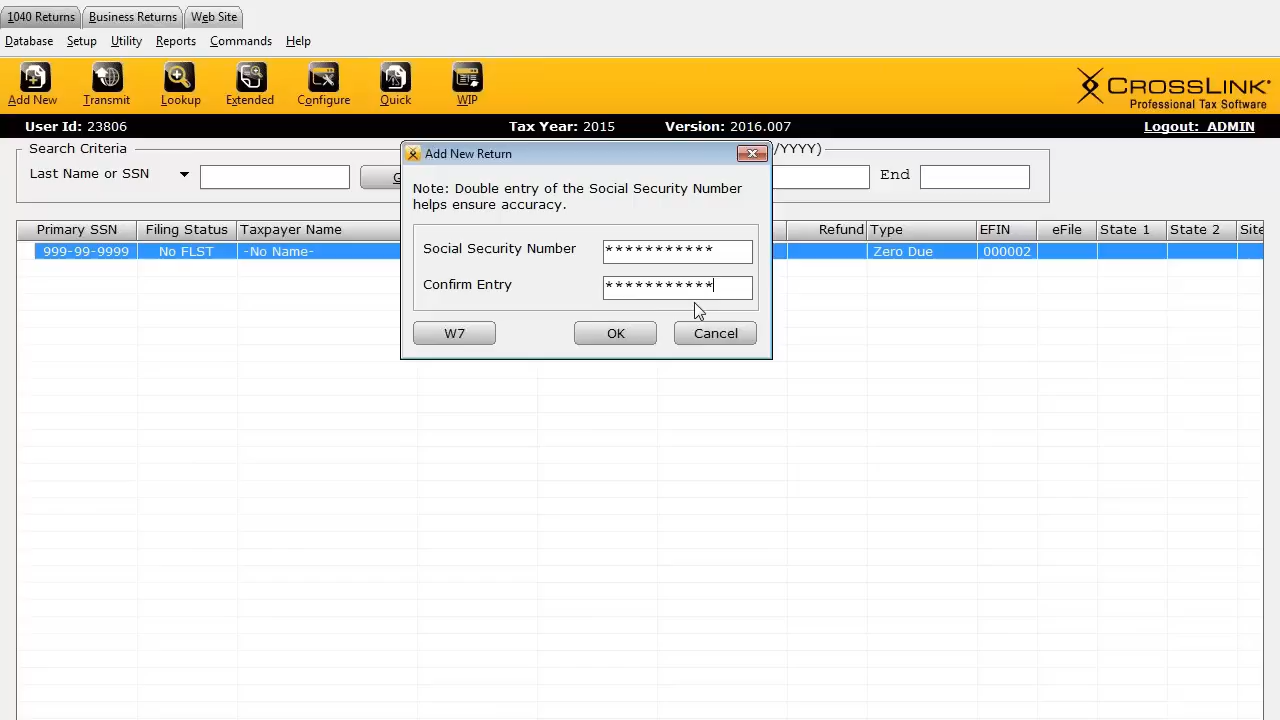 1040 Returns Business Returns Web Site
Database Setup Utility Reports Commands Help
Add New Transmit Lookup Extended Configure Quick WIP
CROSSLINK
Professional Tax Software
User Id: 23806 Tax Year: 2015 Version: 2016.007 Logout: ADMIN
Search Criteria /YYYY)
Last Name or SSN G End
Add New Return
Note: Double entry of the Social Security Number
helps ensure accuracy.
Social Security Number ***********
Confirm Entry ***********
W7 OK Cancel
Primary SSN Filing Status Taxpayer Name Refund Type EFIN eFile State 1 State 2 Site
999-99-9999 No FLST -No Name- Zero Due 000002